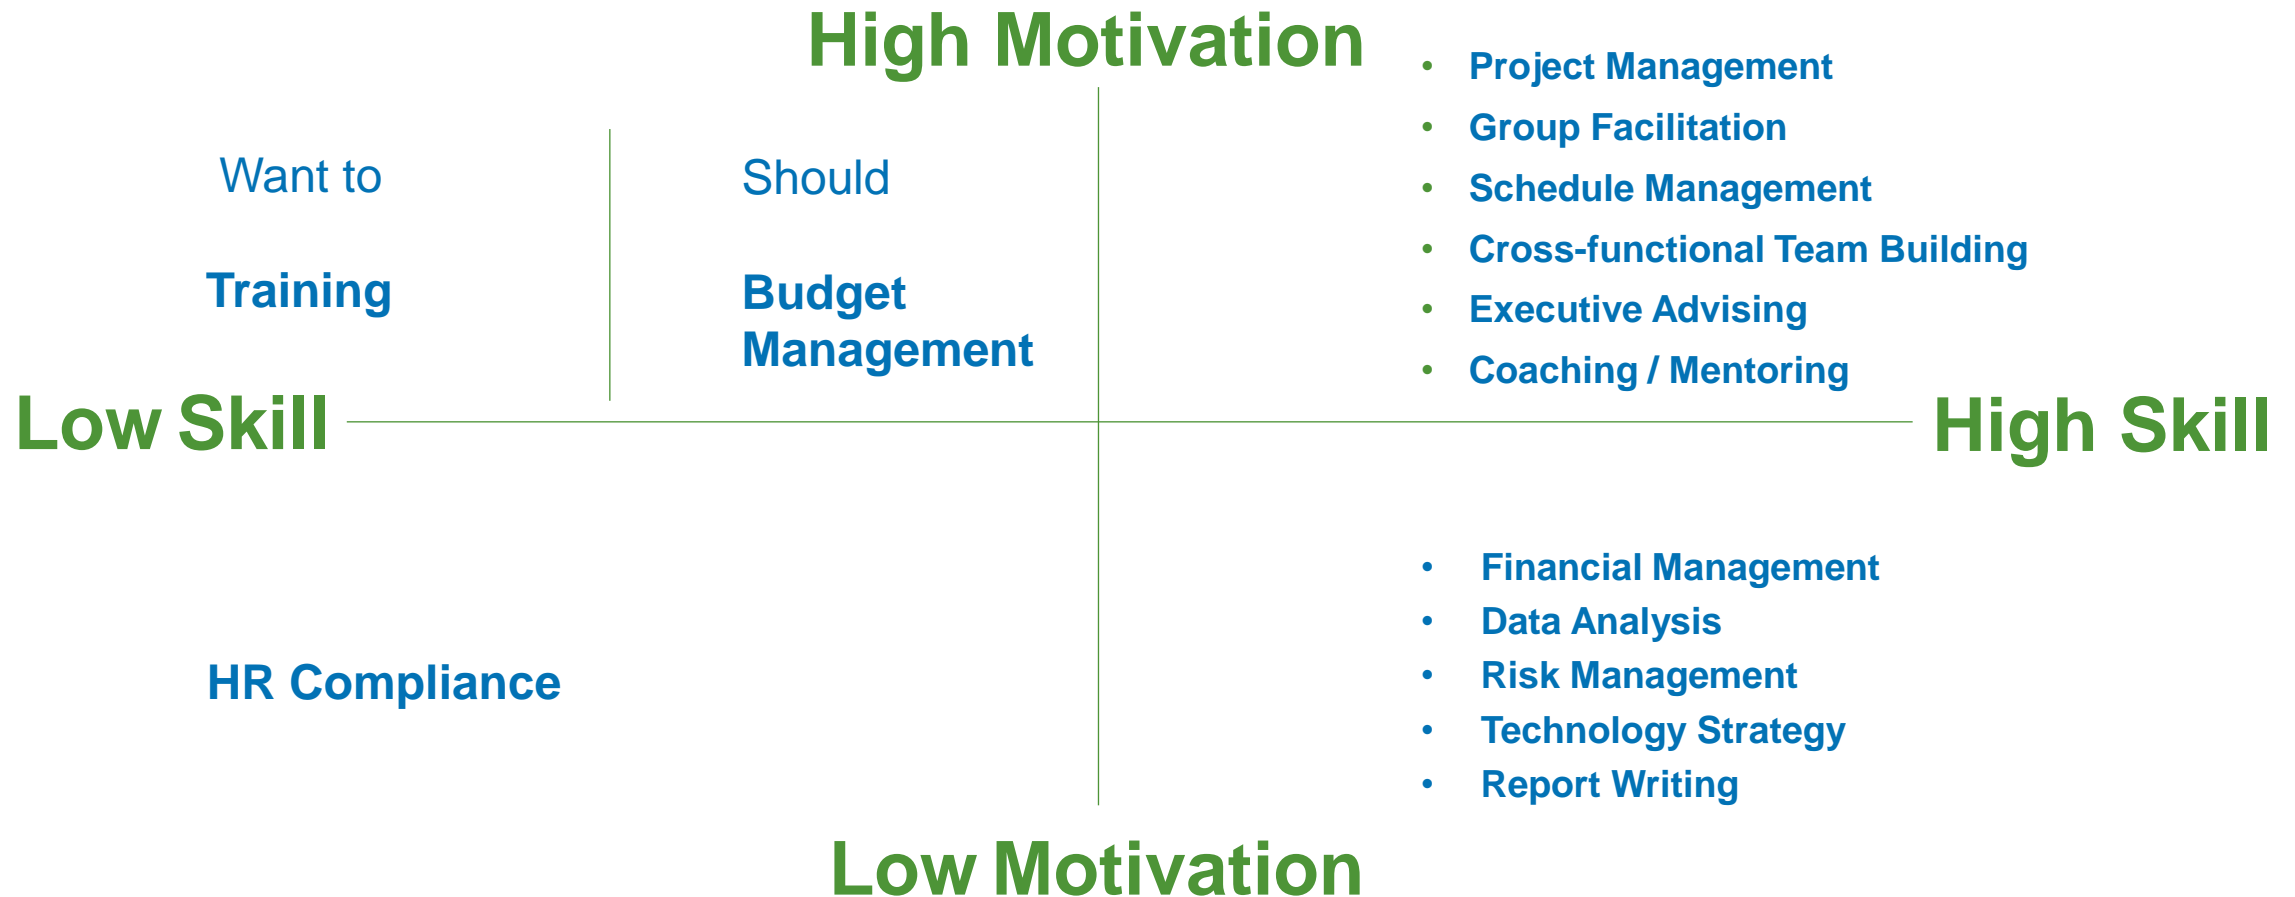 High Motivation
Want to
Training
Should
Budget
Management
• Project Management
• Group Facilitation
• Schedule Management
• Cross-functional Team Building
• Executive Advising
• Coaching / Mentoring
Low Skill
High Skill
HR Compliance
• Financial Management
• Data Analysis
• Risk Management
• Technology Strategy
• Report Writing
Low Motivation